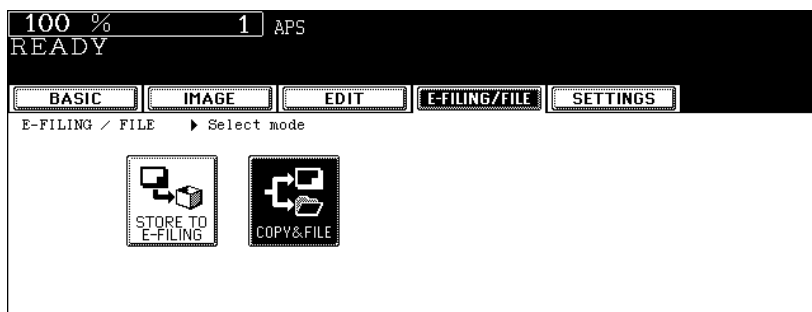 100 % 1 APS
READY
BASIC IMAGE EDIT E-FILING/FILE SETTINGS
E-FILING / FILE ▶ Select mode
STORE TO
E-FILING
COPY&FILE